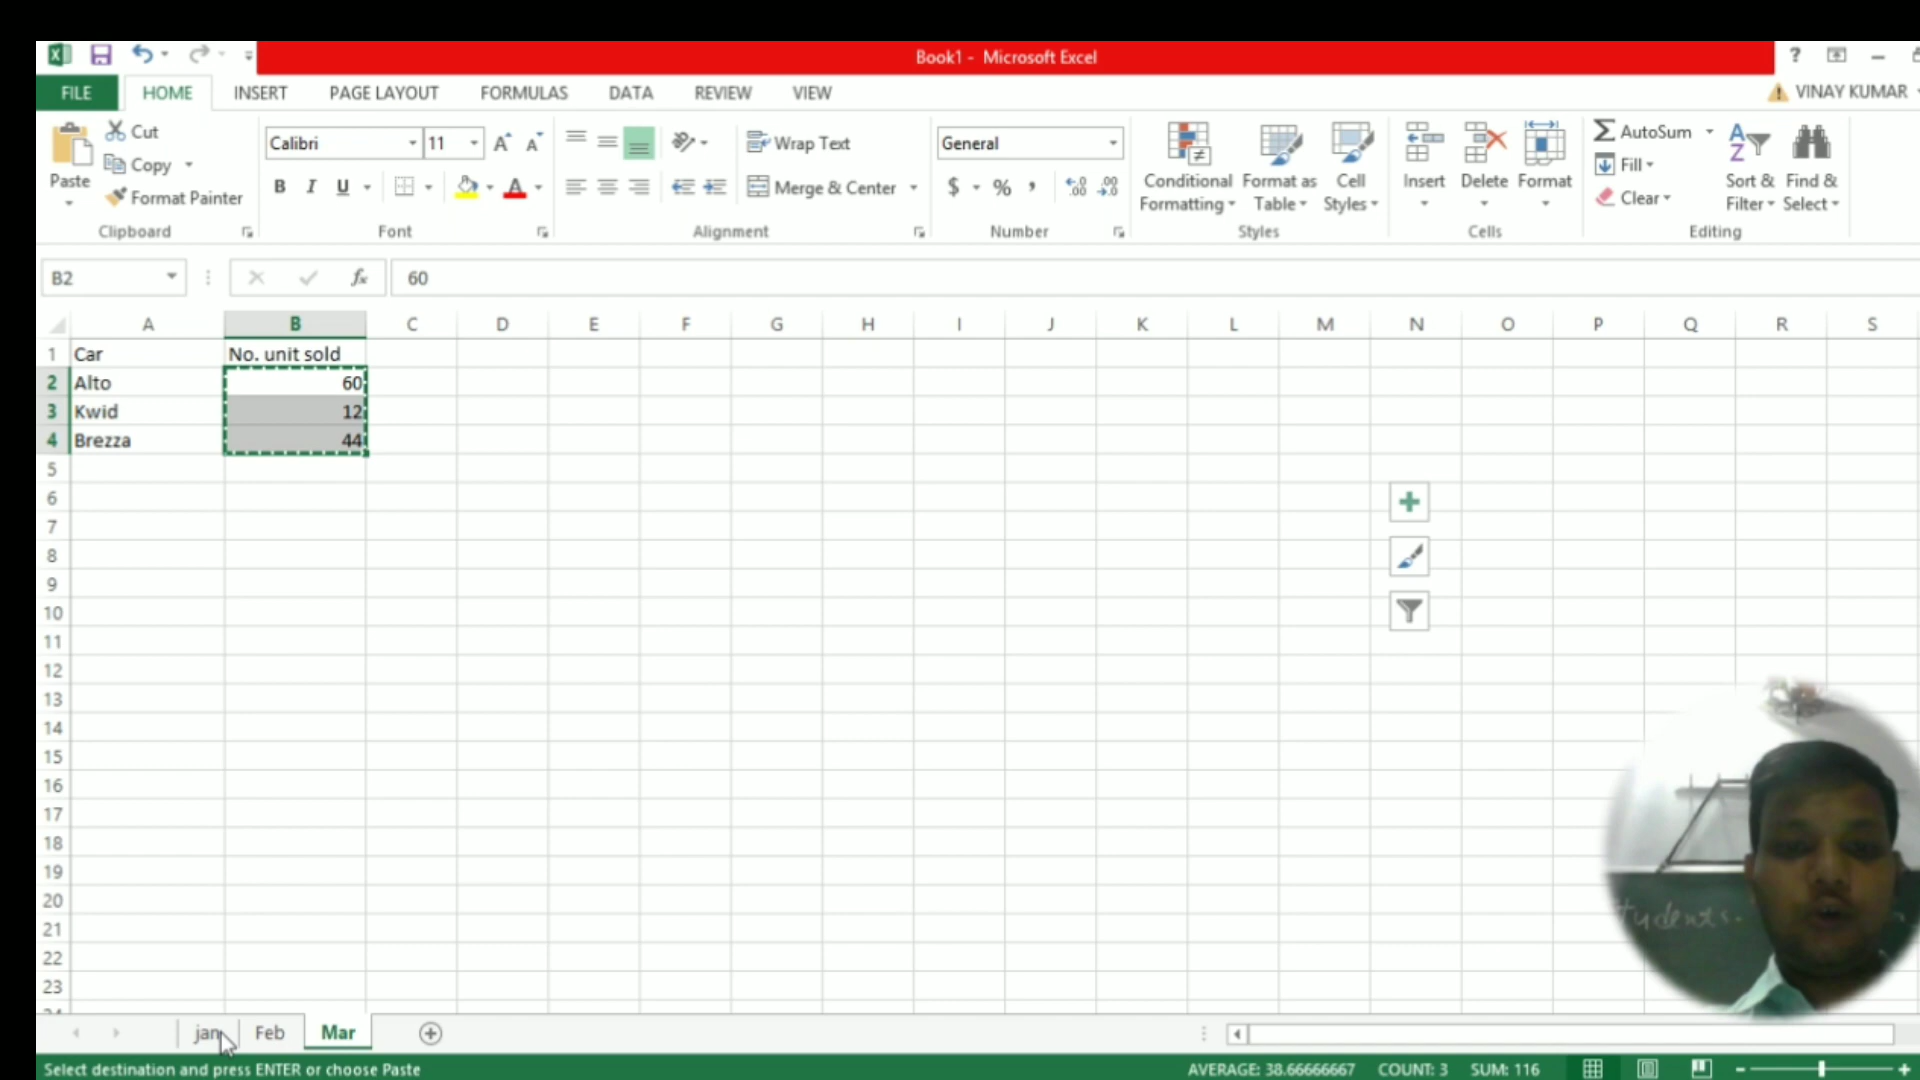 Book1 - Microsoft Excel
?
FILE HOME INSERT PAGE LAYOUT FORMULAS DATA REVIEW VIEW VINAY KUMAR
Cut
Copy
Format Painter
Paste
Clipboard
Calibri 11
B I U
Font
Wrap Text
Merge & Center
Alignment
General
$ % ,
Number
Conditional Formatting
Format as Table
Cell Styles
Styles
Insert
Delete
Format
Cells
AutoSum
Fill
Clear
Sort & Filter
Find & Select
Editing
B2 fx 60
A B C D E F G H I J K L M N O P Q R S
1 Car No. unit sold
2 Alto 60
3 Kwid 12
4 Brezza 44
5
6
7
8
9
10
11
12
13
14
15
16
17
18
19
20
21
22
23
tudents.
jan Feb Mar
Select destination and press ENTER or choose Paste AVERAGE: 38.66666667 COUNT: 3 SUM: 116